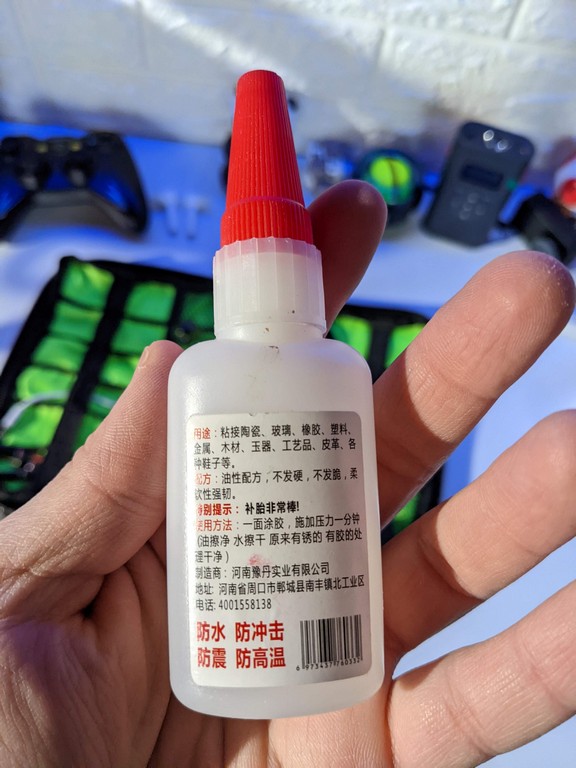 用途：粘接陶瓷、玻璃、橡胶、塑料、
金属、木材、玉器、工艺品、皮革、各
种鞋子等。
配方：油性配方，不发硬，不发脆，柔
软性强韧。
特别提示：补胎非常棒!
使用方法：一面涂胶，施加压力一分钟
(油擦净 水擦干 原来有锈的 有胶的处
理干净)
制造商：河南豫丹实业有限公司
地址：河南省周口市郸城县南丰镇北工业区
电话：4001558138
防水 防冲击
防震 防高温